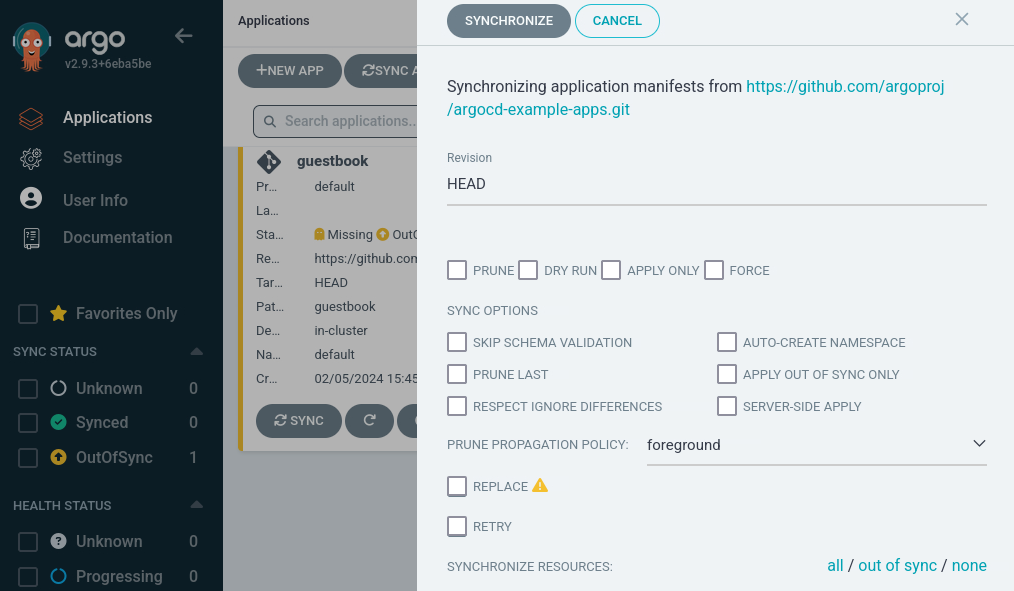 argo
v2.9.3+6eba5be
Applications
Settings
User Info
Documentation
Favorites Only
SYNC STATUS
Unknown 0
Synced 0
OutOfSync 1
HEALTH STATUS
Unknown 0
Progressing 0
Applications
NEW APP
SYNC A
Search applications...
guestbook
Pr... default
La...
Sta... Missing OutO
Re... https://github.com
Tar... HEAD
Pat... guestbook
De... in-cluster
Na... default
Cr... 02/05/2024 15:45
SYNC
SYNCHRONIZE CANCEL
Synchronizing application manifests from https://github.com/argoproj
/argocd-example-apps.git
Revision
HEAD
PRUNE DRY RUN APPLY ONLY FORCE
SYNC OPTIONS
SKIP SCHEMA VALIDATION AUTO-CREATE NAMESPACE
PRUNE LAST APPLY OUT OF SYNC ONLY
RESPECT IGNORE DIFFERENCES SERVER-SIDE APPLY
PRUNE PROPAGATION POLICY: foreground
REPLACE
RETRY
SYNCHRONIZE RESOURCES: all / out of sync / none